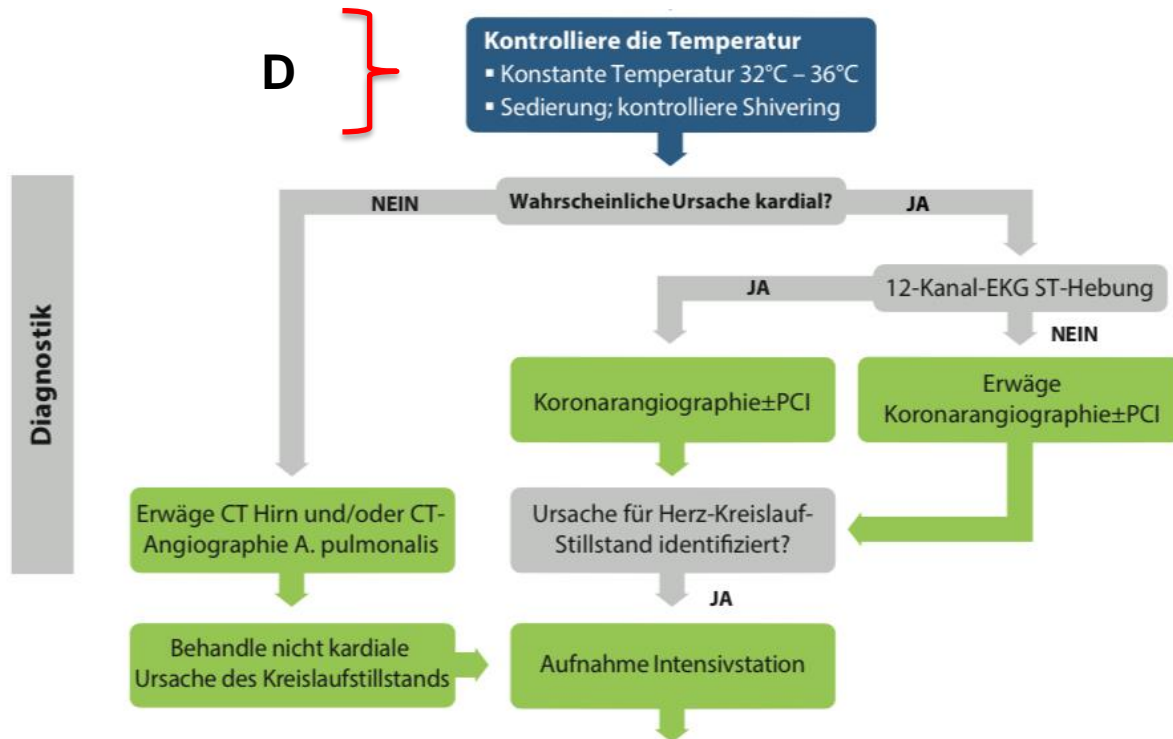 D
Kontrolliere die Temperatur
▪ Konstante Temperatur 32°C – 36°C
▪ Sedierung; kontrolliere Shivering
Diagnostik
NEIN
Wahrscheinliche Ursache kardial?
JA
12-Kanal-EKG ST-Hebung
JA
NEIN
Koronarangiographie±PCI
Erwäge
Koronarangiographie±PCI
Erwäge CT Hirn und/oder CT-
Angiographie A. pulmonalis
Ursache für Herz-Kreislauf-
Stillstand identifiziert?
JA
Behandle nicht kardiale
Ursache des Kreislaufstillstands
Aufnahme Intensivstation